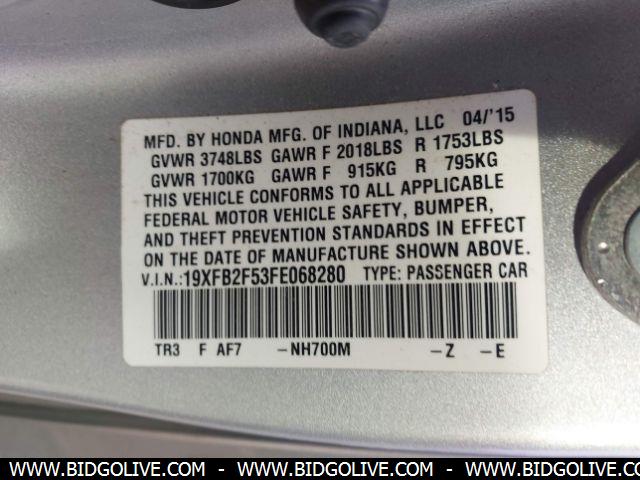 MFD. BY HONDA MFG. OF INDIANA, LLC 04/'15
GVWR 3748LBS GAWR F 2018LBS R 1753LBS
GVWR 1700KG GAWR F 915KG R 795KG
THIS VEHICLE CONFORMS TO ALL APPLICABLE
FEDERAL MOTOR VEHICLE SAFETY, BUMPER,
AND THEFT PREVENTION STANDARDS IN EFFECT
ON THE DATE OF MANUFACTURE SHOWN ABOVE.
V.I.N.:19XFB2F53FE068280 TYPE: PASSENGER CAR
TR3 F AF7 -NH700M -Z -E
WWW.BIDGOLIVE.COM - WWW.BIDGOLIVE.COM - WWW.BIDGOLIVE.COM